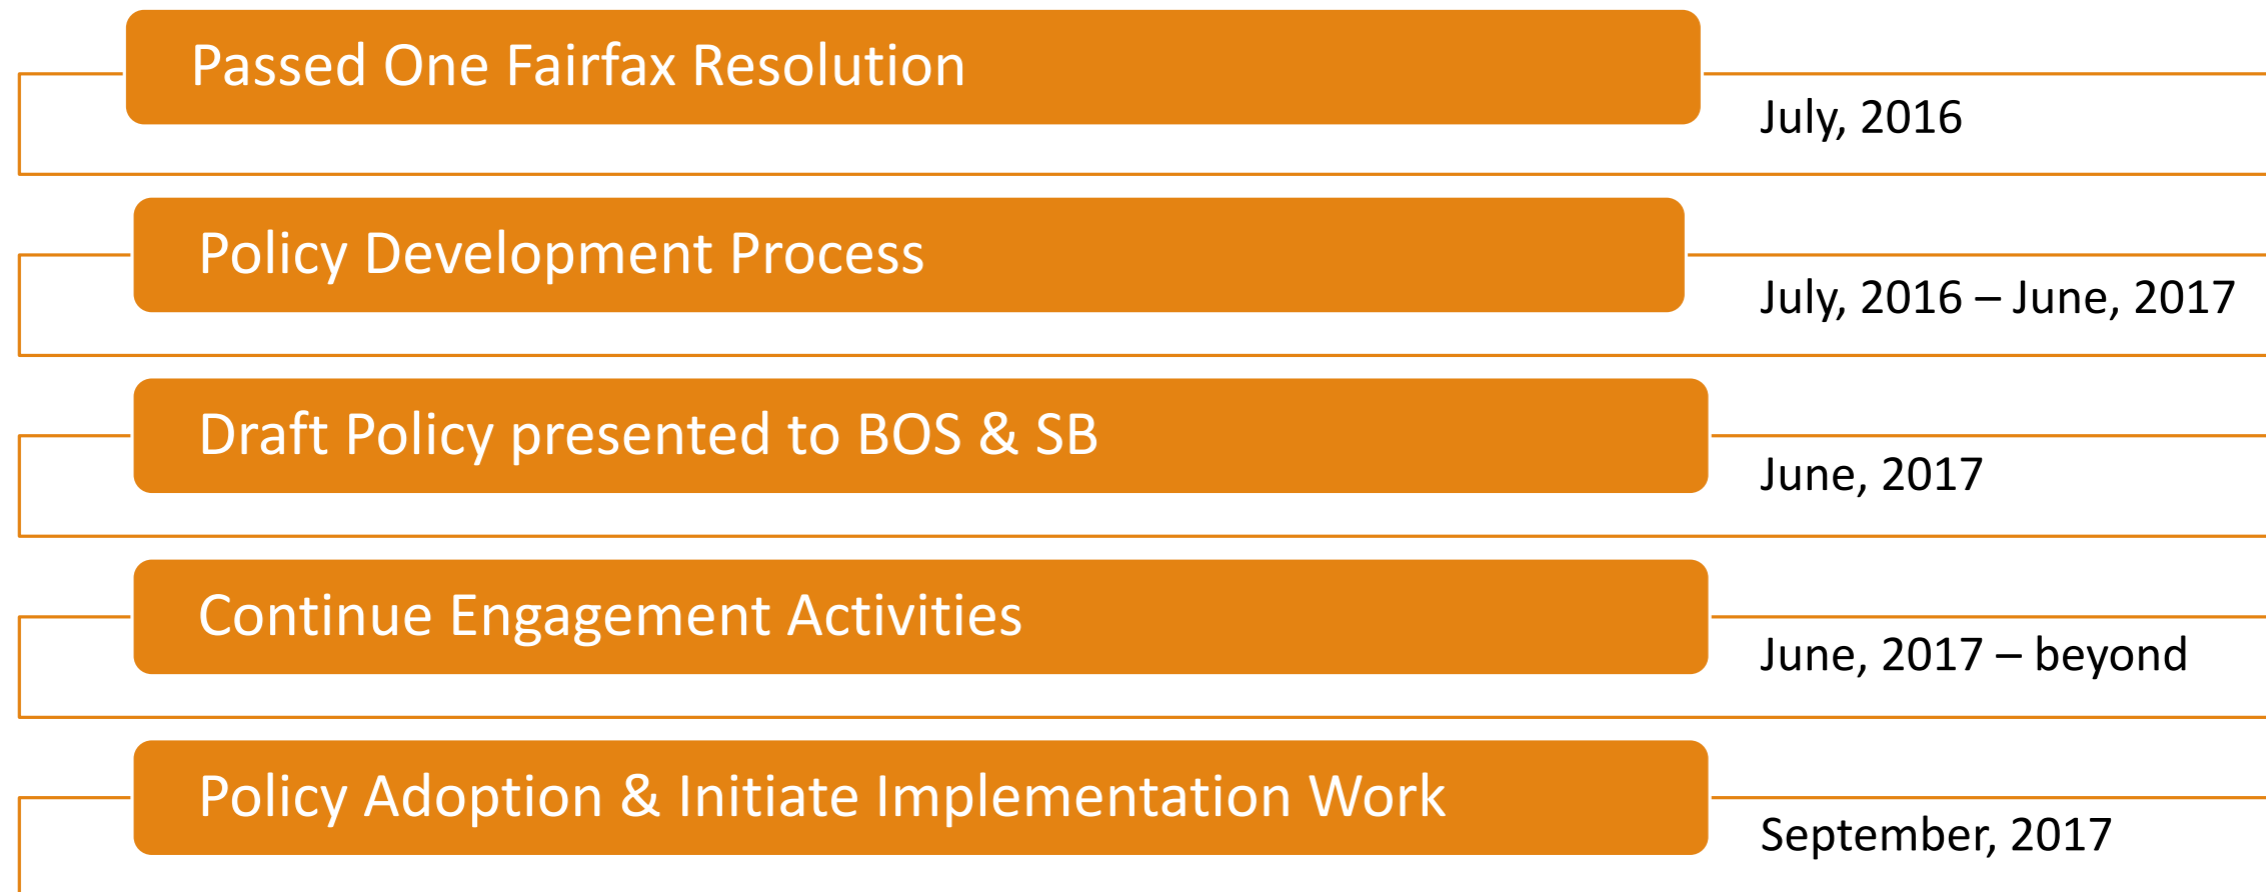 Passed One Fairfax Resolution
July, 2016
Policy Development Process
July, 2016 – June, 2017
Draft Policy presented to BOS & SB
June, 2017
Continue Engagement Activities
June, 2017 – beyond
Policy Adoption & Initiate Implementation Work
September, 2017